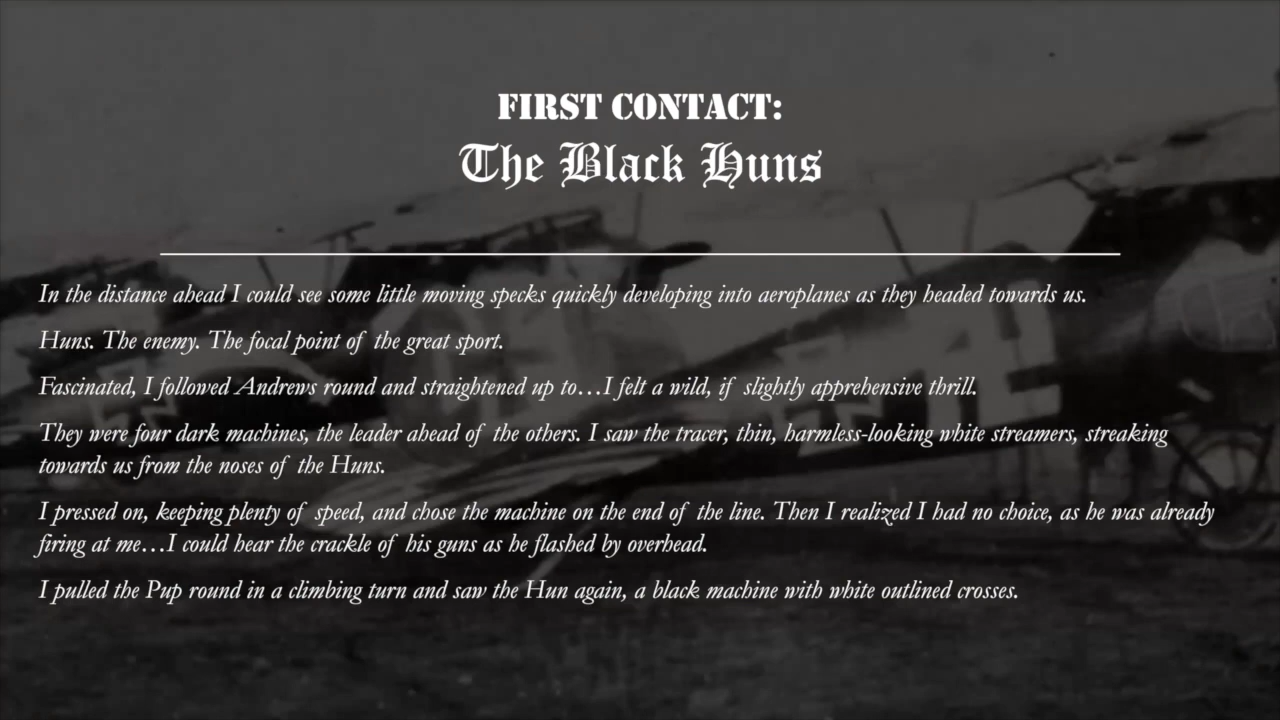 FIRST CONTACT:
The Black Huns
In the distance ahead I could see some little moving specks quickly developing into aeroplanes as they headed towards us.
Huns. The enemy. The focal point of the great sport.
Fascinated, I followed Andrews round and straightened up to…I felt a wild, if slightly apprehensive thrill.
They were four dark machines, the leader ahead of the others. I saw the tracer, thin, harmless-looking white streamers, streaking
towards us from the noses of the Huns.
I pressed on, keeping plenty of speed, and chose the machine on the end of the line. Then I realized I had no choice, as he was already
firing at me…I could hear the crackle of his guns as he flashed by overhead.
I pulled the Pup round in a climbing turn and saw the Hun again, a black machine with white outlined crosses.